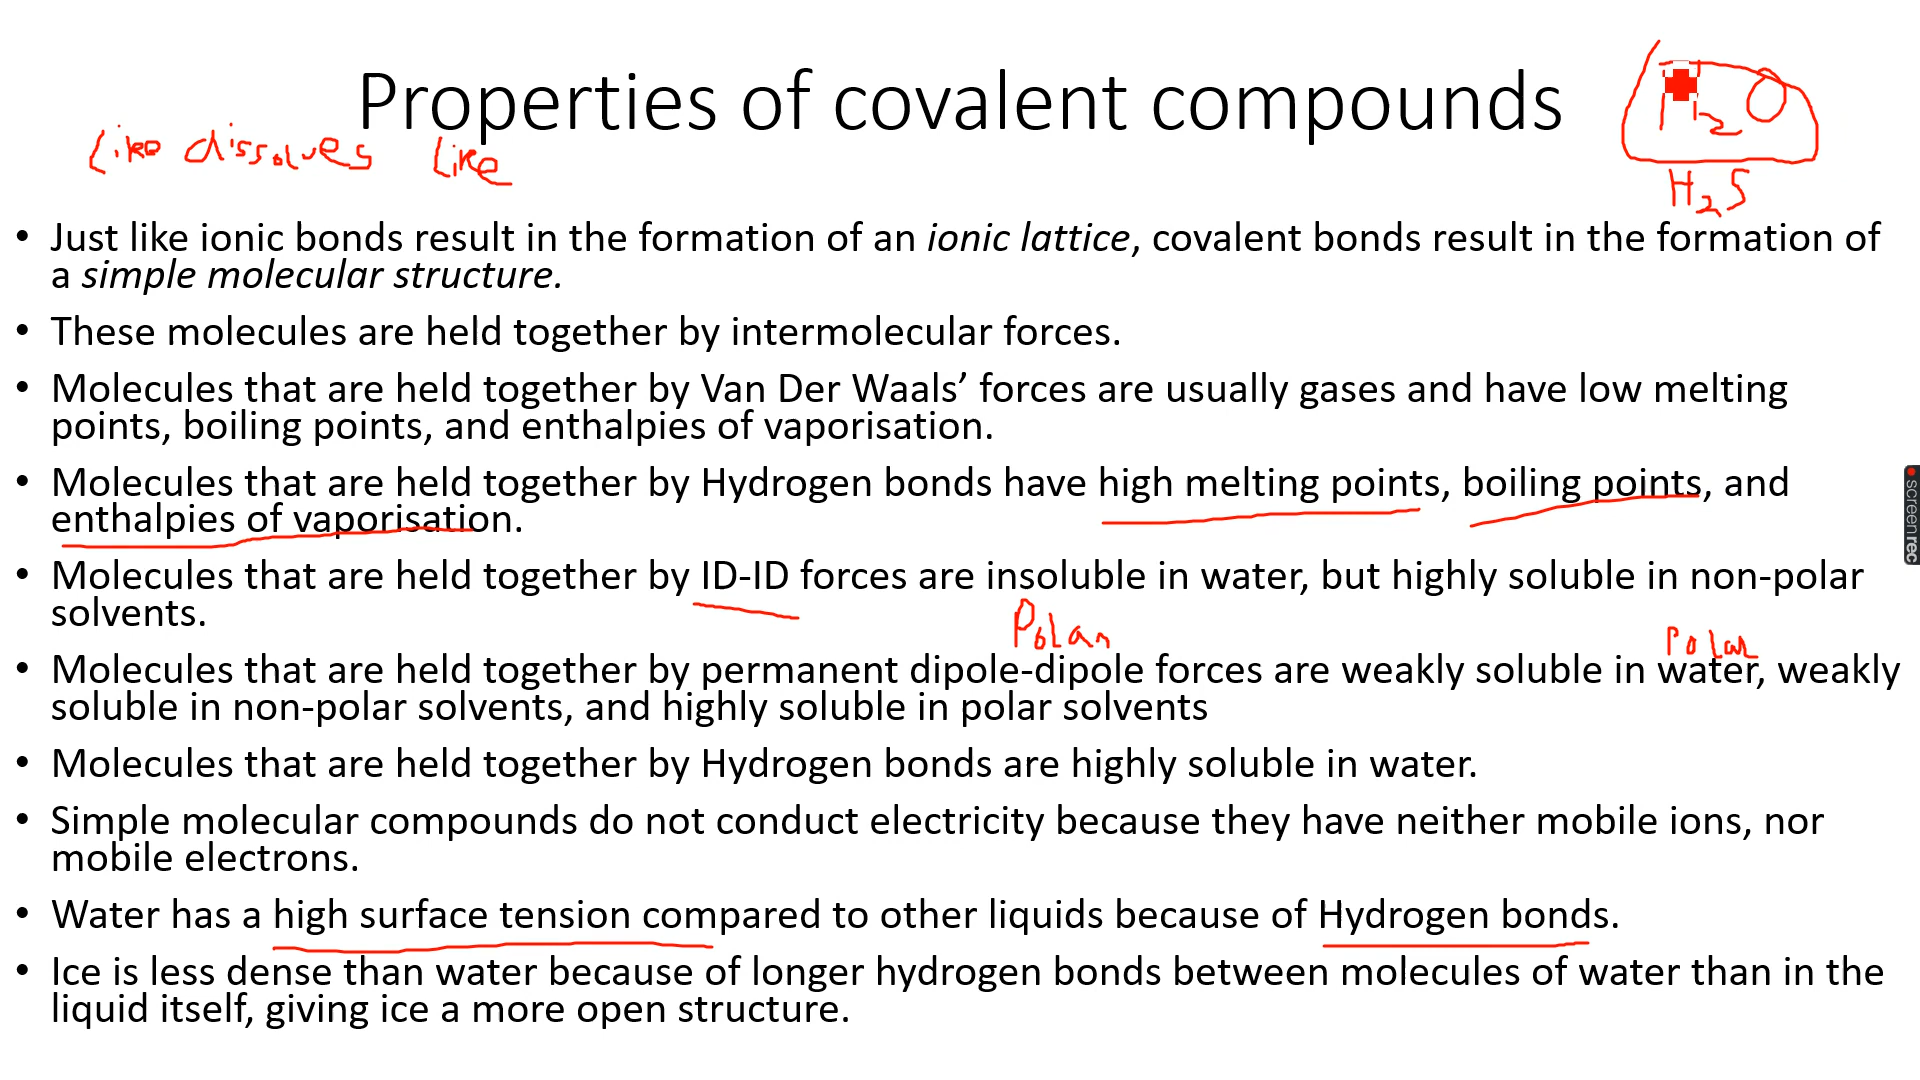 Properties of covalent compounds
H2O
Like dissolves Like
H2S
• Just like ionic bonds result in the formation of an ionic lattice, covalent bonds result in the formation of
a simple molecular structure.
• These molecules are held together by intermolecular forces.
• Molecules that are held together by Van Der Waals’ forces are usually gases and have low melting
points, boiling points, and enthalpies of vaporisation.
• Molecules that are held together by Hydrogen bonds have high melting points, boiling points, and
enthalpies of vaporisation.
• Molecules that are held together by ID-ID forces are insoluble in water, but highly soluble in non-polar
solvents.
Polar
Polar
• Molecules that are held together by permanent dipole-dipole forces are weakly soluble in water, weakly
soluble in non-polar solvents, and highly soluble in polar solvents
• Molecules that are held together by Hydrogen bonds are highly soluble in water.
• Simple molecular compounds do not conduct electricity because they have neither mobile ions, nor
mobile electrons.
• Water has a high surface tension compared to other liquids because of Hydrogen bonds.
• Ice is less dense than water because of longer hydrogen bonds between molecules of water than in the
liquid itself, giving ice a more open structure.
screenrec